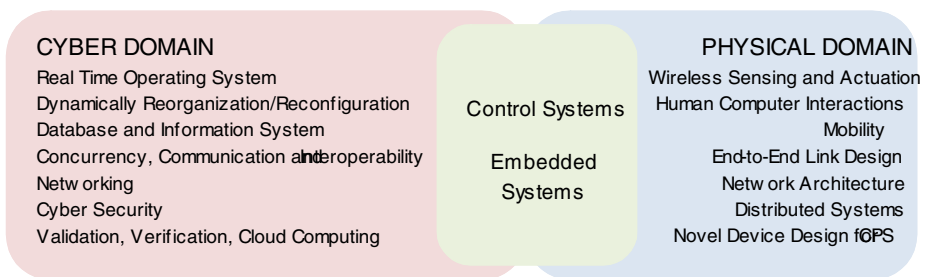 CYBER DOMAIN
Real Time Operating System
Dynamically Reorganization/Reconfiguration
Database and Information System
Concurrency, Communication and Interoperability
Networking
Cyber Security
Validation, Verification, Cloud Computing
Control Systems
Embedded
Systems
PHYSICAL DOMAIN
Wireless Sensing and Actuation
Human Computer Interactions
Mobility
End-to-End Link Design
Network Architecture
Distributed Systems
Novel Device Design for CPS